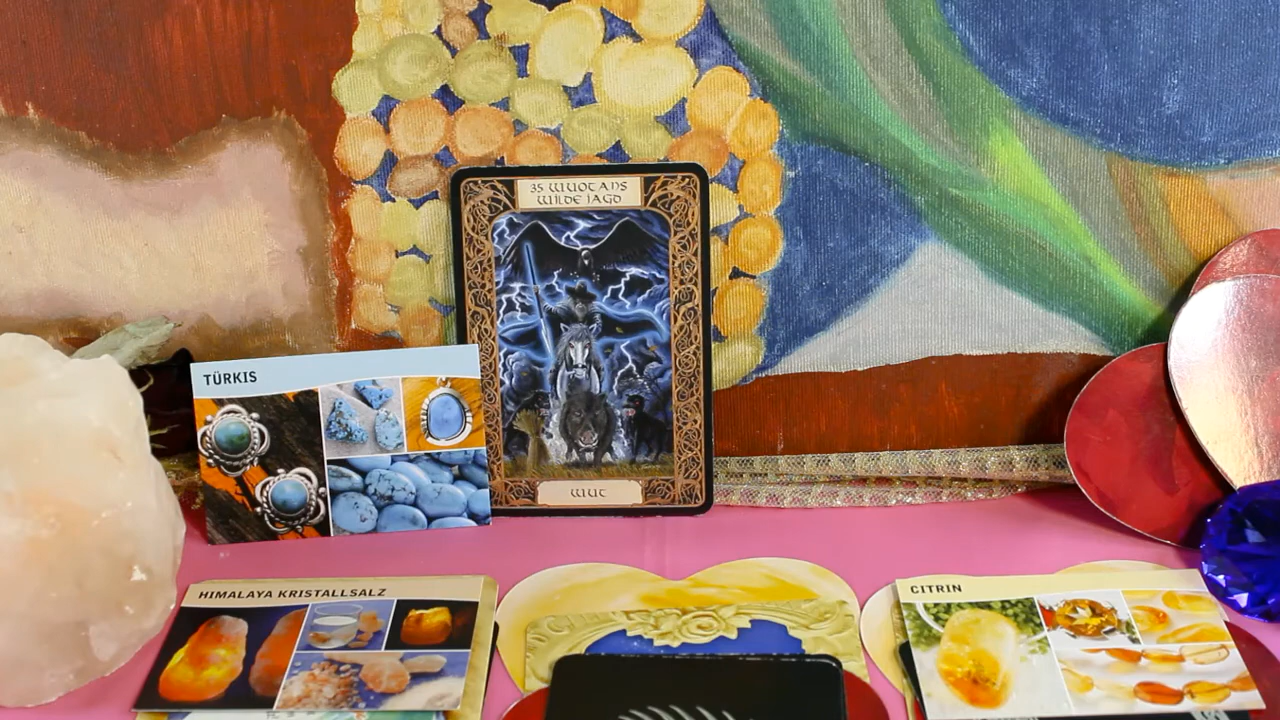 35 WUOTANS
WILDE JAGD
TÜRKIS
WUT
HIMALAYA KRISTALLSALZ
CITRIN